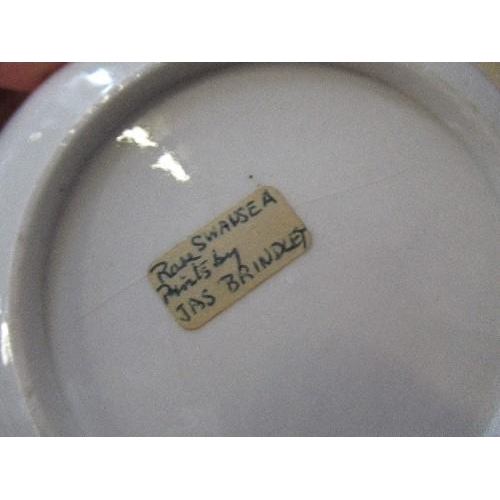 Rare SWANSEA
Prints by
JAS BRINDLEY